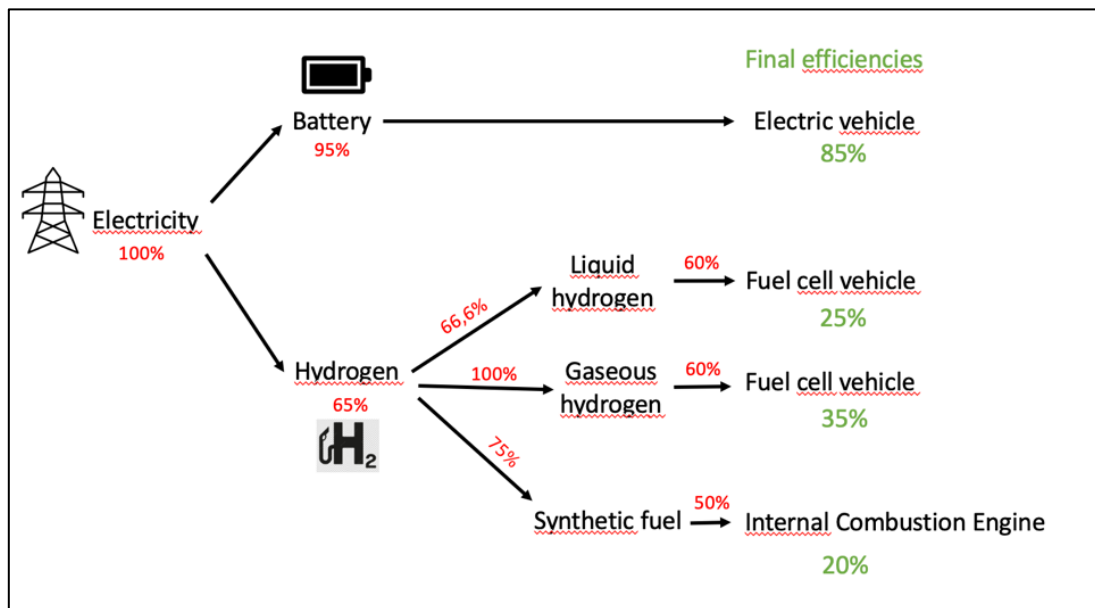 Final efficiencies
Battery
95%
Electric vehicle
85%
Electricity
100%
Liquid
hydrogen
60%
Fuel cell vehicle
25%
66,6%
Hydrogen
65%
H2
100%
Gaseous
hydrogen
60%
Fuel cell vehicle
35%
75%
Synthetic fuel
50%
Internal Combustion Engine
20%